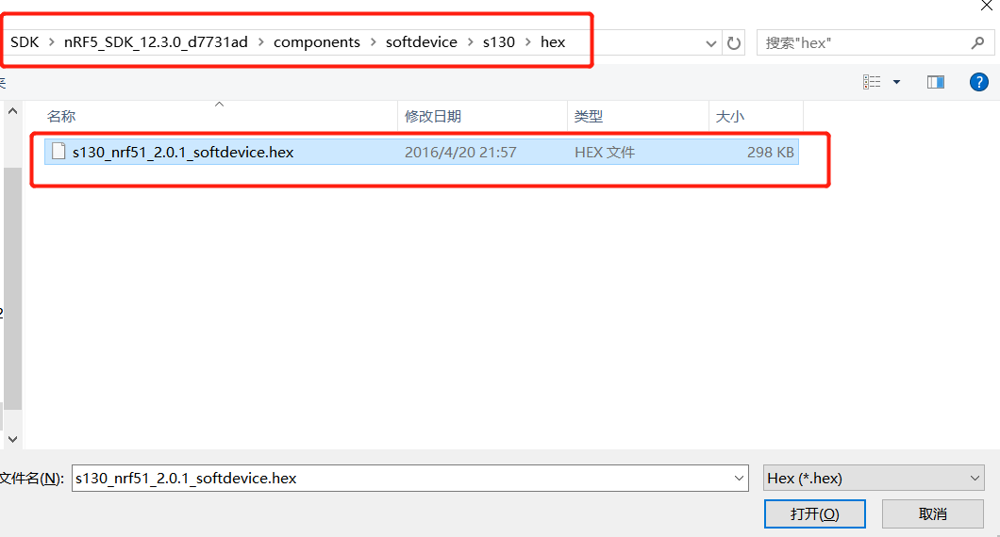 SDK > nRF5_SDK_12.3.0_d7731ad > components > softdevice > s130 > hex
搜索"hex"
名称 修改日期 类型 大小
s130_nrf51_2.0.1_softdevice.hex 2016/4/20 21:57 HEX 文件 298 KB
文件名(N): s130_nrf51_2.0.1_softdevice.hex Hex (*.hex)
打开(O) 取消